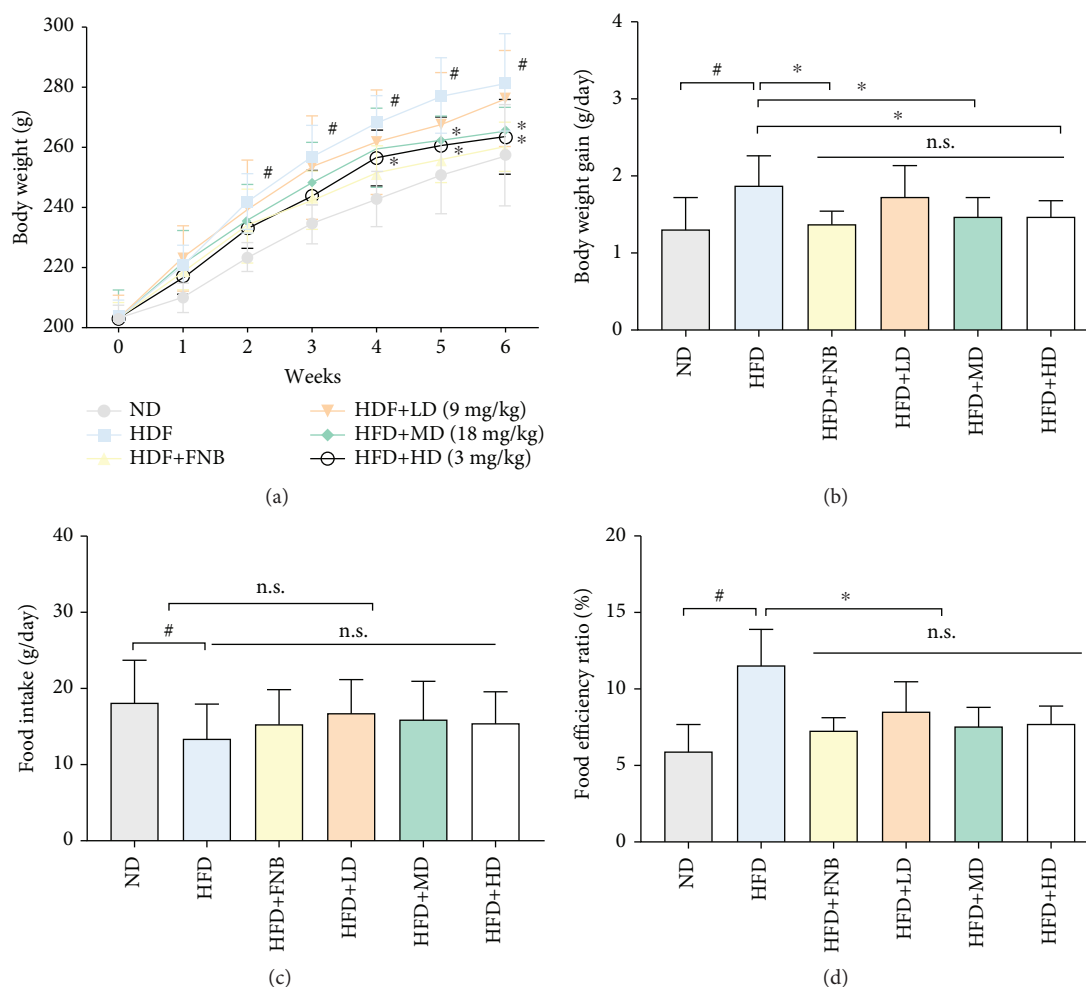 300
280
260
240
220
200
Body weight (g)
# # # # #
* * * * *
0 1 2 3 4 5 6
Weeks
ND
HDF
HDF+FNB
HDF+LD (9 mg/kg)
HFD+MD (18 mg/kg)
HFD+HD (3 mg/kg)
(a)
4
3
2
1
0
Body weight gain (g/day)
# *
*
*
n.s.
ND HFD HFD+FNB HFD+LD HFD+MD HFD+HD
(b)
40
30
20
10
0
Food intake (g/day)
n.s.
# n.s.
ND HFD HFD+FNB HFD+LD HFD+MD HFD+HD
(c)
20
15
10
5
0
Food efficiency ratio (%)
# *
n.s.
ND HFD HFD+FNB HFD+LD HFD+MD HFD+HD
(d)